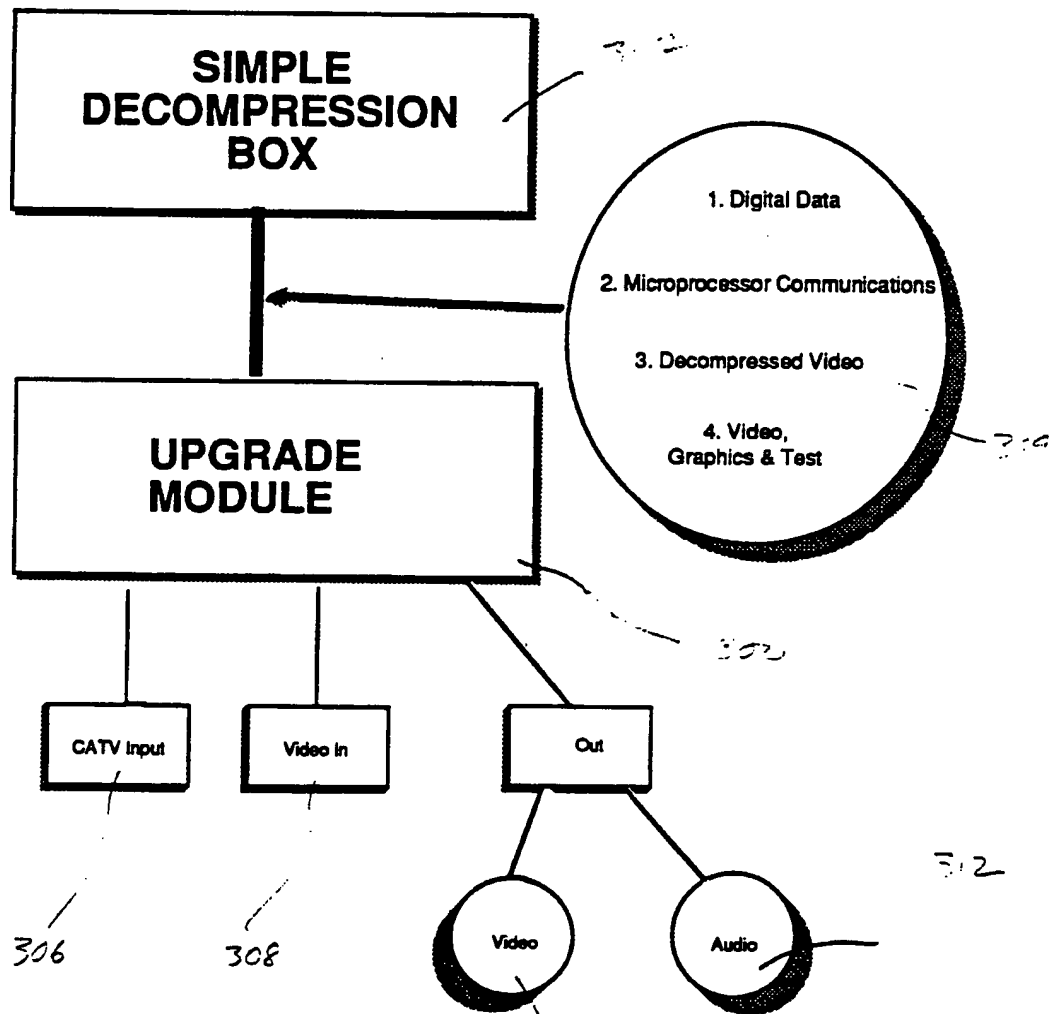 SIMPLE
DECOMPRESSION
BOX
1. Digital Data
2. Microprocessor Communications
3. Decompressed Video
4. Video,
Graphics & Test
UPGRADE
MODULE
CATV Input
Video In
Out
Video
Audio
306
308
312